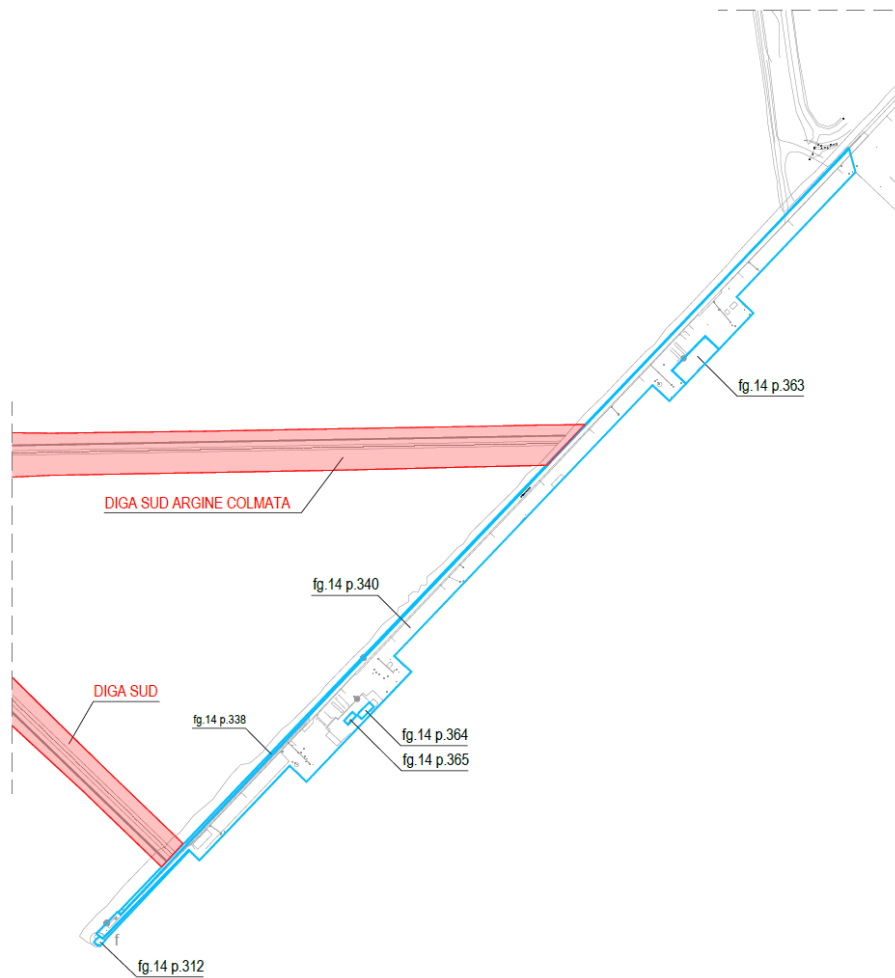 fg.14 p.363
DIGA SUD ARGINE COLMATA
fg.14 p.340
DIGA SUD
fg.14 p.338
fg.14 p.364
fg.14 p.365
f
fg.14 p.312